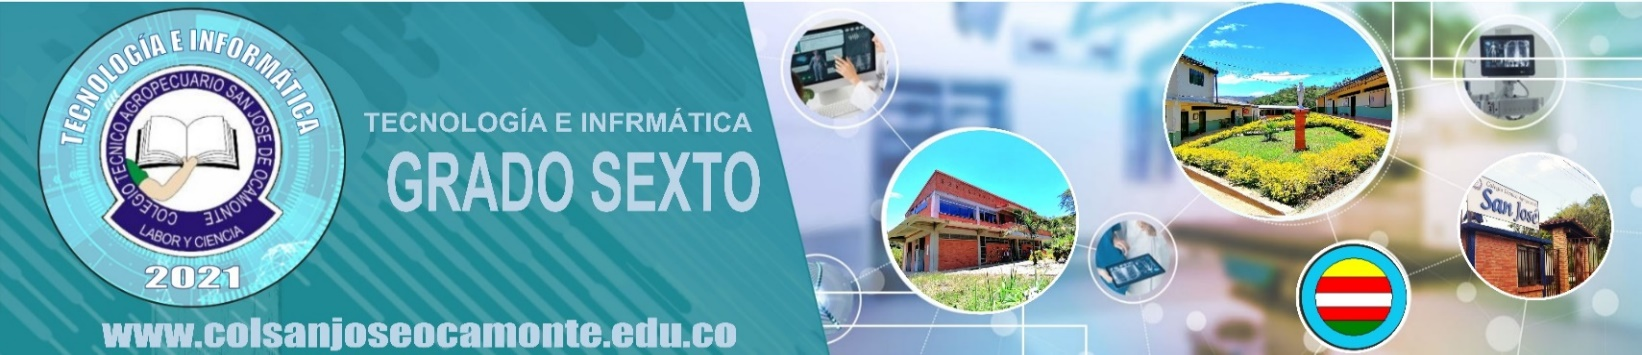 TECNOLOGÍA E INFORMÁTICA
COLEGIO TECNICO AGROPECUARIO SAN JOSE DE OCAMONTE
LABOR Y CIENCIA
2021
TECNOLOGÍA E INFRMÁTICA
GRADO SEXTO
www.colsanjoseocamonte.edu.co
San José